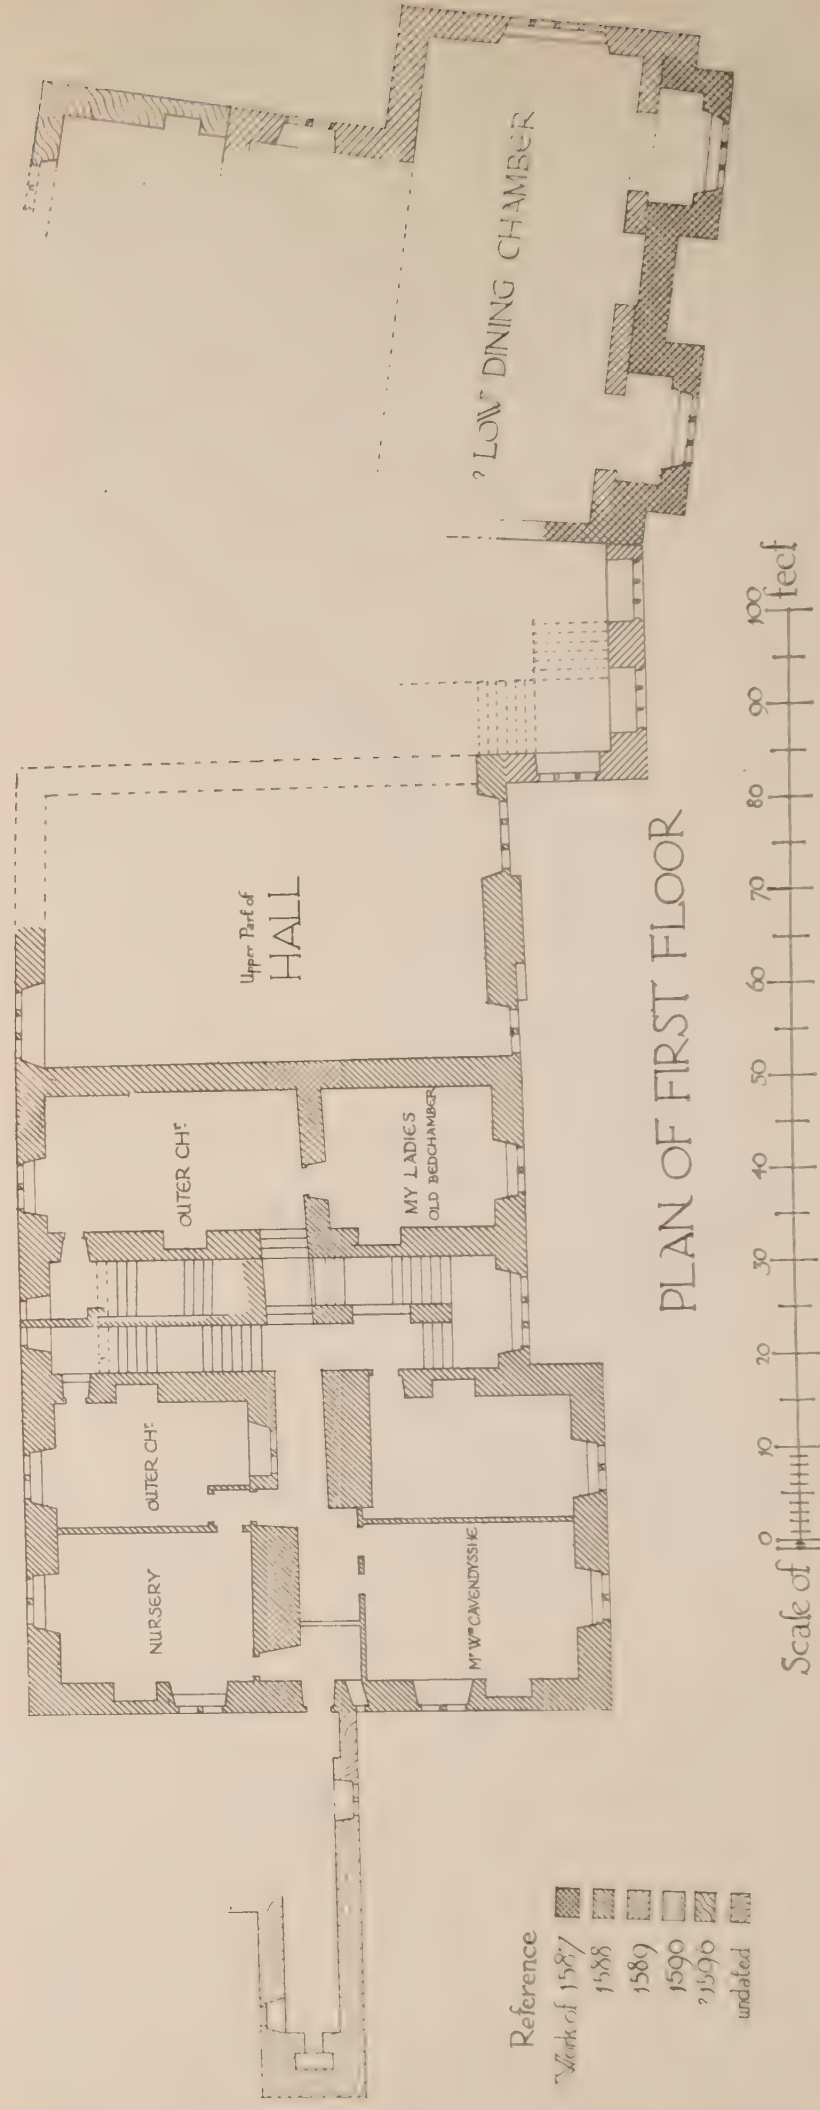 ? LOW DINING CHAMBER
Upper Part of
HALL
OUTER CHR.
MY LADIES
OLD BEDCHAMBER
OUTER CHR.
NURSERY
Mr Wm CAVENDYSSHE
PLAN OF FIRST FLOOR
Scale of 0 10 20 30 40 50 60 70 80 90 100 feet
Reference
Work of 1587
1588
1589
1590
?1590
undated